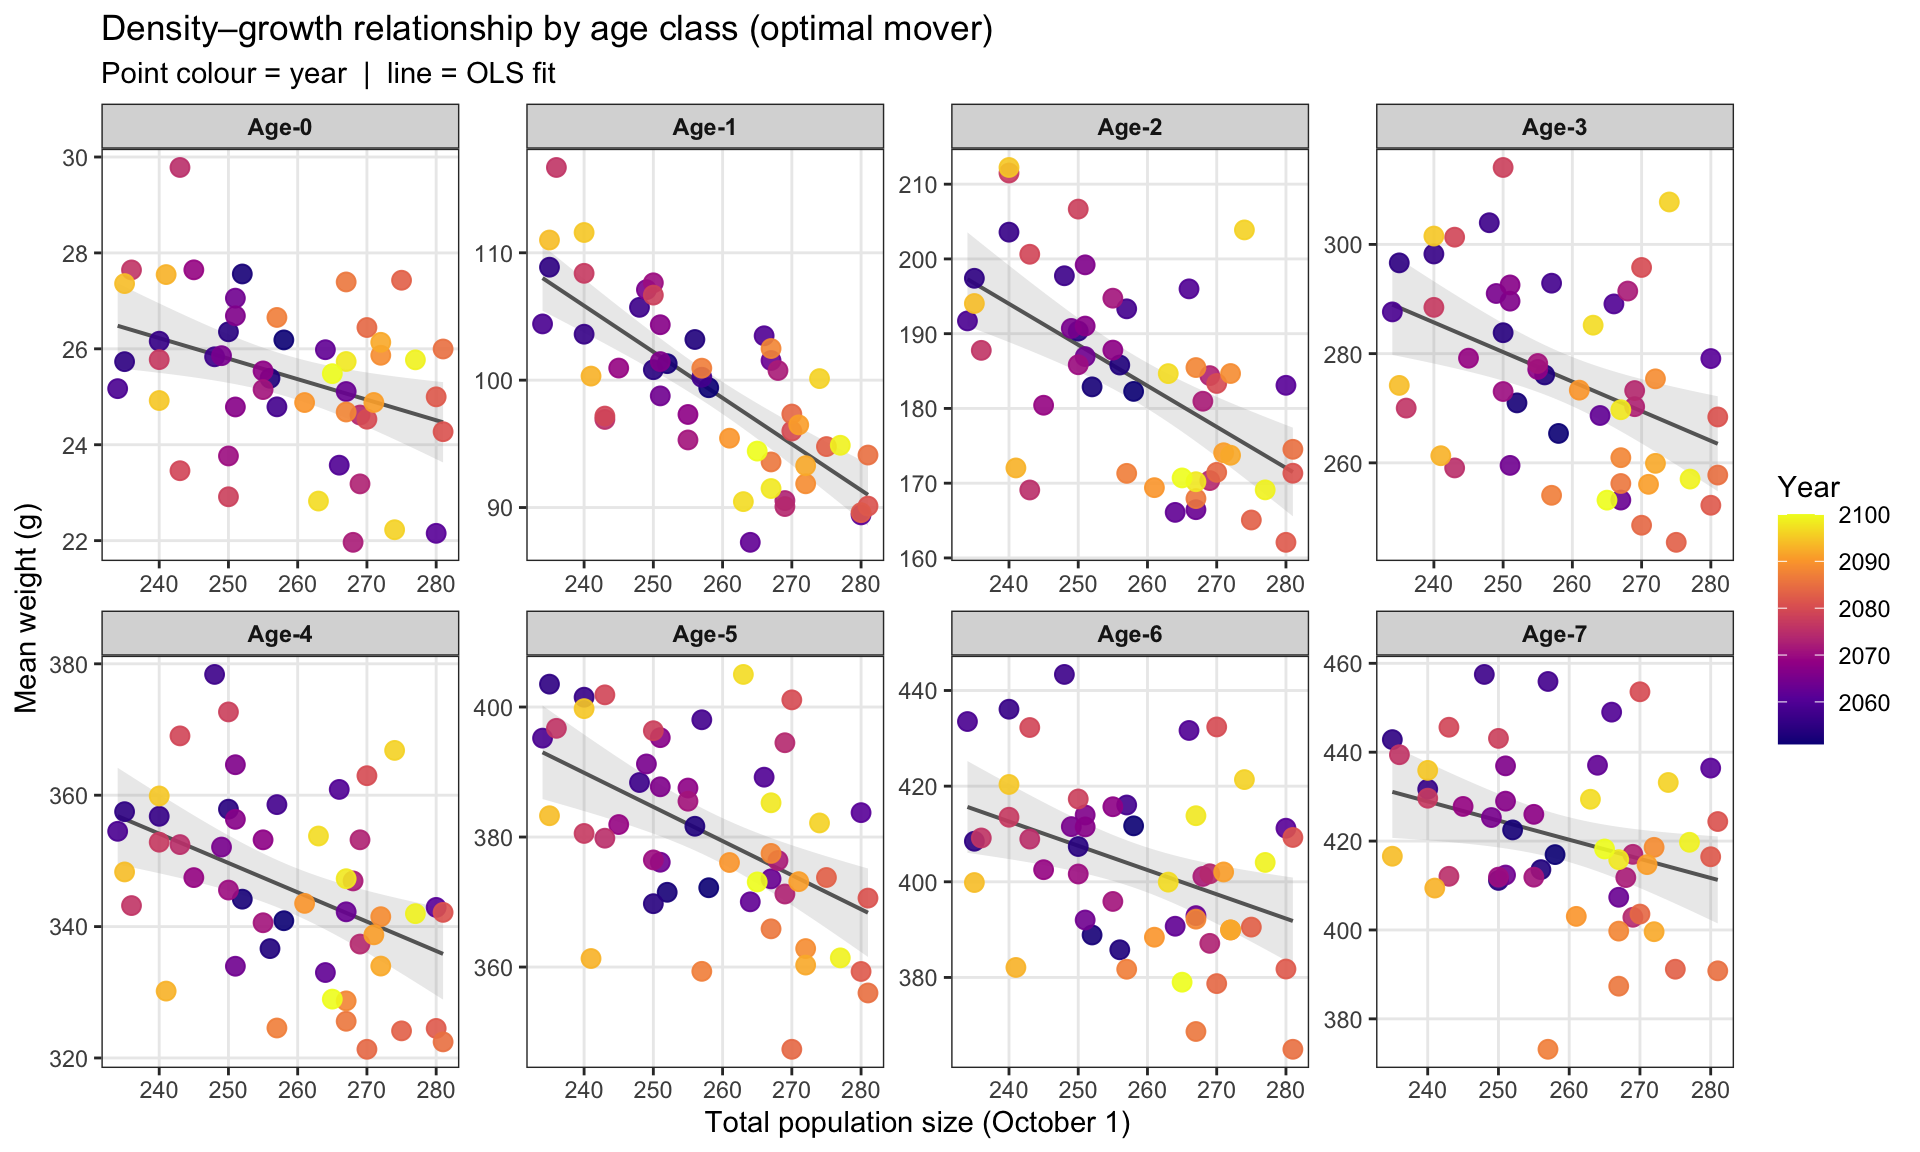 Density–growth relationship by age class (optimal mover)
Point colour = year | line = OLS fit
Age-0 Age-1 Age-2 Age-3
30
28
26
24
22
240 250 260 270 280
110
100
90
240 250 260 270 280
210
200
190
180
170
160
240 250 260 270 280
300
280
260
240 250 260 270 280
Age-4 Age-5 Age-6 Age-7
380
360
340
320
240 250 260 270 280
400
380
360
240 250 260 270 280
440
420
400
380
240 250 260 270 280
460
440
420
400
380
240 250 260 270 280
Mean weight (g)
Total population size (October 1)
Year
2100
2090
2080
2070
2060